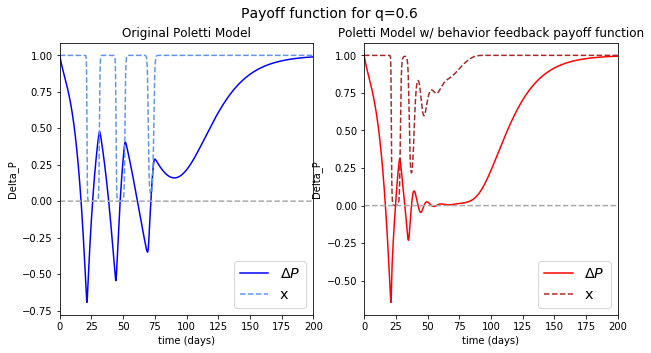 Payoff function for q=0.6
Original Poletti Model
1.00
0.75
0.50
0.25
0.00
−0.25
−0.50
−0.75
Delta_P
0 25 50 75 100 125 150 175 200
time (days)
ΔP
x
Poletti Model w/ behavior feedback payoff function
1.00
0.75
0.50
0.25
0.00
−0.25
−0.50
Delta_P
0 25 50 75 100 125 150 175 200
time (days)
ΔP
x